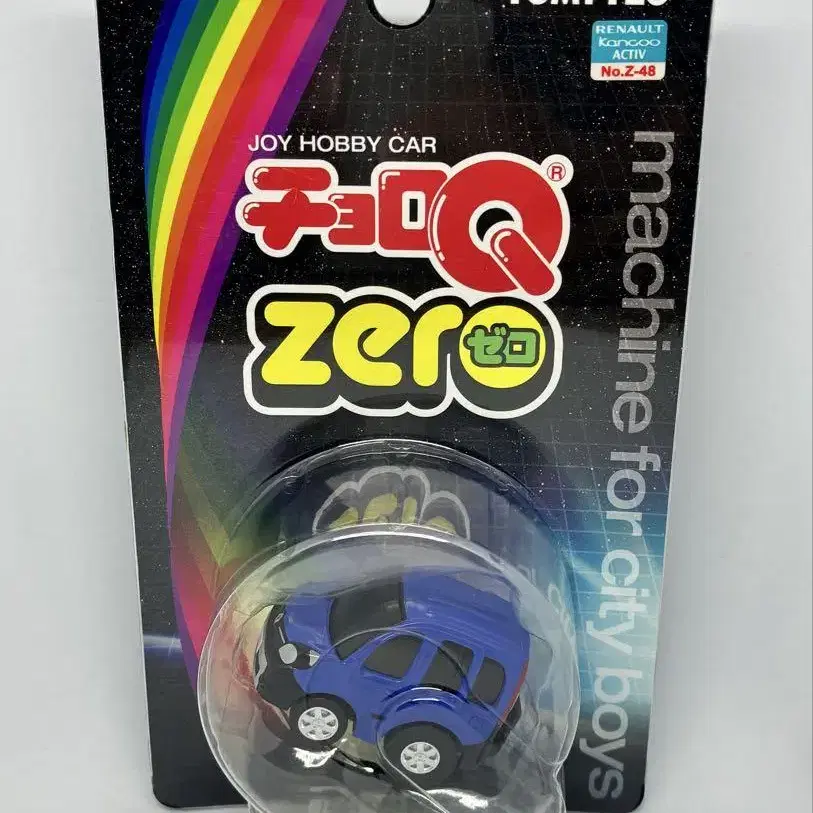 TOMYTEC
RENAULT
Kangoo
ACTIV
No.Z-48
JOY HOBBY CAR
チョロQ®
zero
ゼロ
machine for city boys